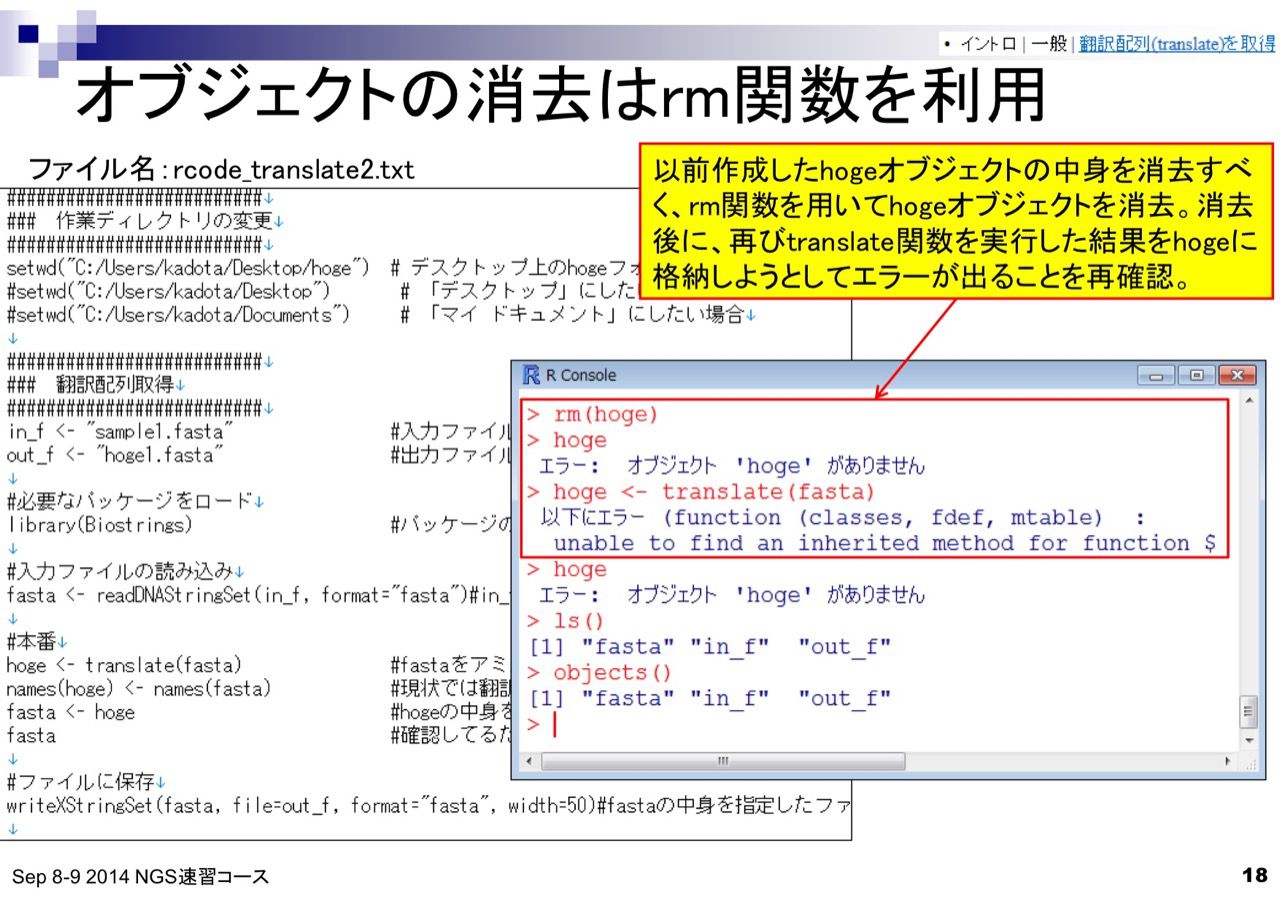 • イントロ | 一般 | 翻訳配列(translate)を取得
オブジェクトの消去はrm関数を利用
ファイル名：rcode_translate2.txt
以前作成したhogeオブジェクトの中身を消去すべ
く、rm関数を用いてhogeオブジェクトを消去。消去
後に、再びtranslate関数を実行した結果をhogeに
格納しようとしてエラーが出ることを再確認。
##########################↓
### 作業ディレクトリの変更↓
##########################↓
setwd("C:/Users/kadota/Desktop/hoge") # デスクトップ上のhogeフォ
#setwd("C:/Users/kadota/Desktop") # 「デスクトップ」にした
#setwd("C:/Users/kadota/Documents") # 「マイ ドキュメント」にしたい場合↓
↓
##########################↓
### 翻訳配列取得↓
##########################↓
in_f <- "sample1.fasta" #入力ファイル
out_f <- "hoge1.fasta" #出力ファイル
↓
#必要なパッケージをロード↓
library(Biostrings) #パッケージの
↓
#入力ファイルの読み込み↓
fasta <- readDNAStringSet(in_f, format="fasta")#in_
↓
#本番↓
hoge <- translate(fasta) #fastaをアミ
names(hoge) <- names(fasta) #現状では翻訳
fasta <- hoge #hogeの中身を
fasta #確認してるだ
↓
#ファイルに保存↓
writeXStringSet(fasta, file=out_f, format="fasta", width=50)#fastaの中身を指定したファ
↓
R Console
> rm(hoge)
> hoge
エラー: オブジェクト 'hoge' がありません
> hoge <- translate(fasta)
以下にエラー (function (classes, fdef, mtable) :
unable to find an inherited method for function $
> hoge
エラー: オブジェクト 'hoge' がありません
> ls()
[1] "fasta" "in_f" "out_f"
> objects()
[1] "fasta" "in_f" "out_f"
> |
Sep 8-9 2014 NGS速習コース
18